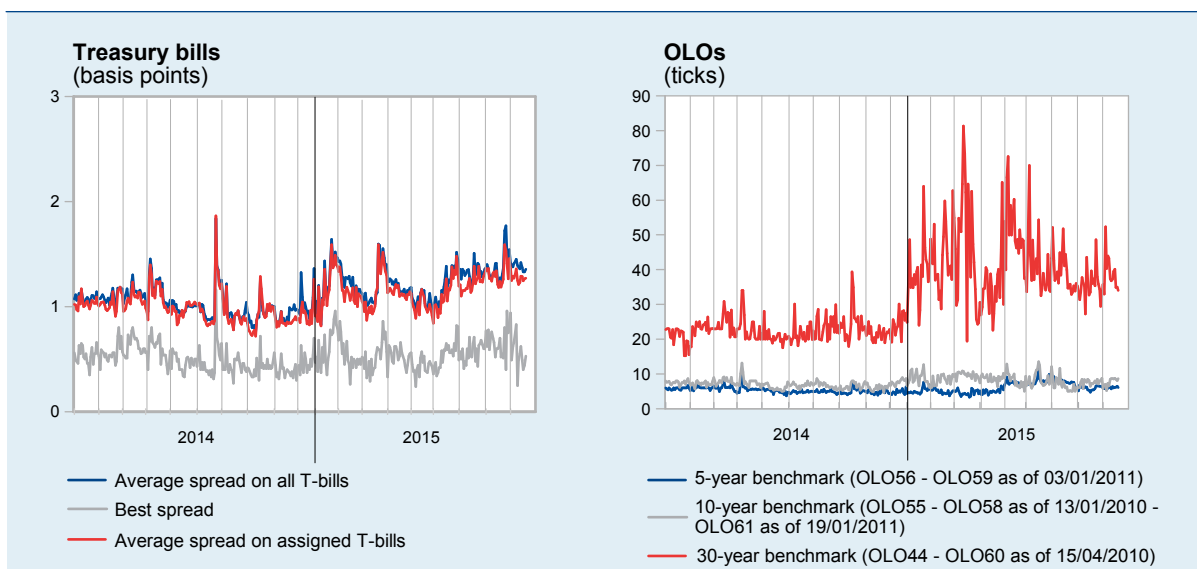 Treasury bills
(basis points)
3
2
1
0
2014
2015
Average spread on all T-bills
Best spread
Average spread on assigned T-bills
OLOs
(ticks)
90
80
70
60
50
40
30
20
10
0
2014
2015
5-year benchmark (OLO56 - OLO59 as of 03/01/2011)
10-year benchmark (OLO55 - OLO58 as of 13/01/2010 -
OLO61 as of 19/01/2011)
30-year benchmark (OLO44 - OLO60 as of 15/04/2010)